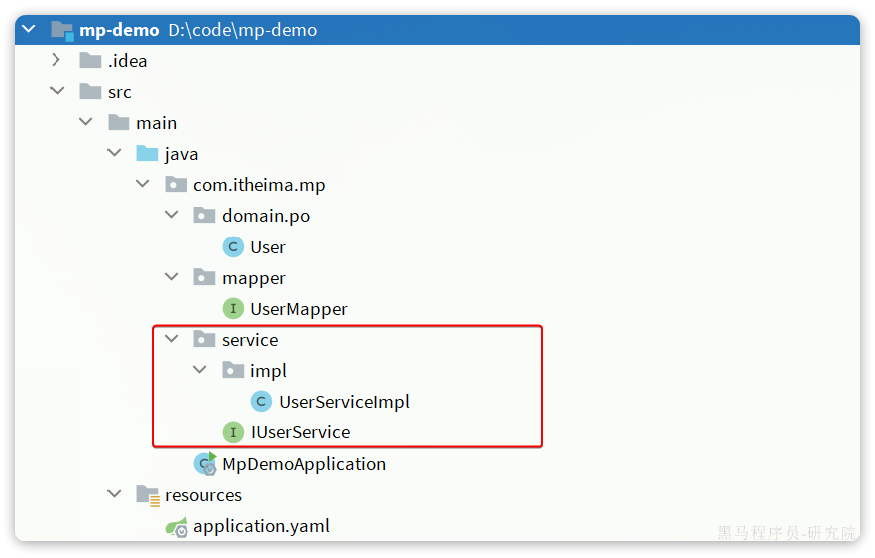 mp-demo D:\code\mp-demo
.idea
src
main
java
com.itheima.mp
domain.po
C User
mapper
I UserMapper
service
impl
C UserServiceImpl
I IUserService
C MpDemoApplication
resources
application.yaml
黑马程序员-研究院